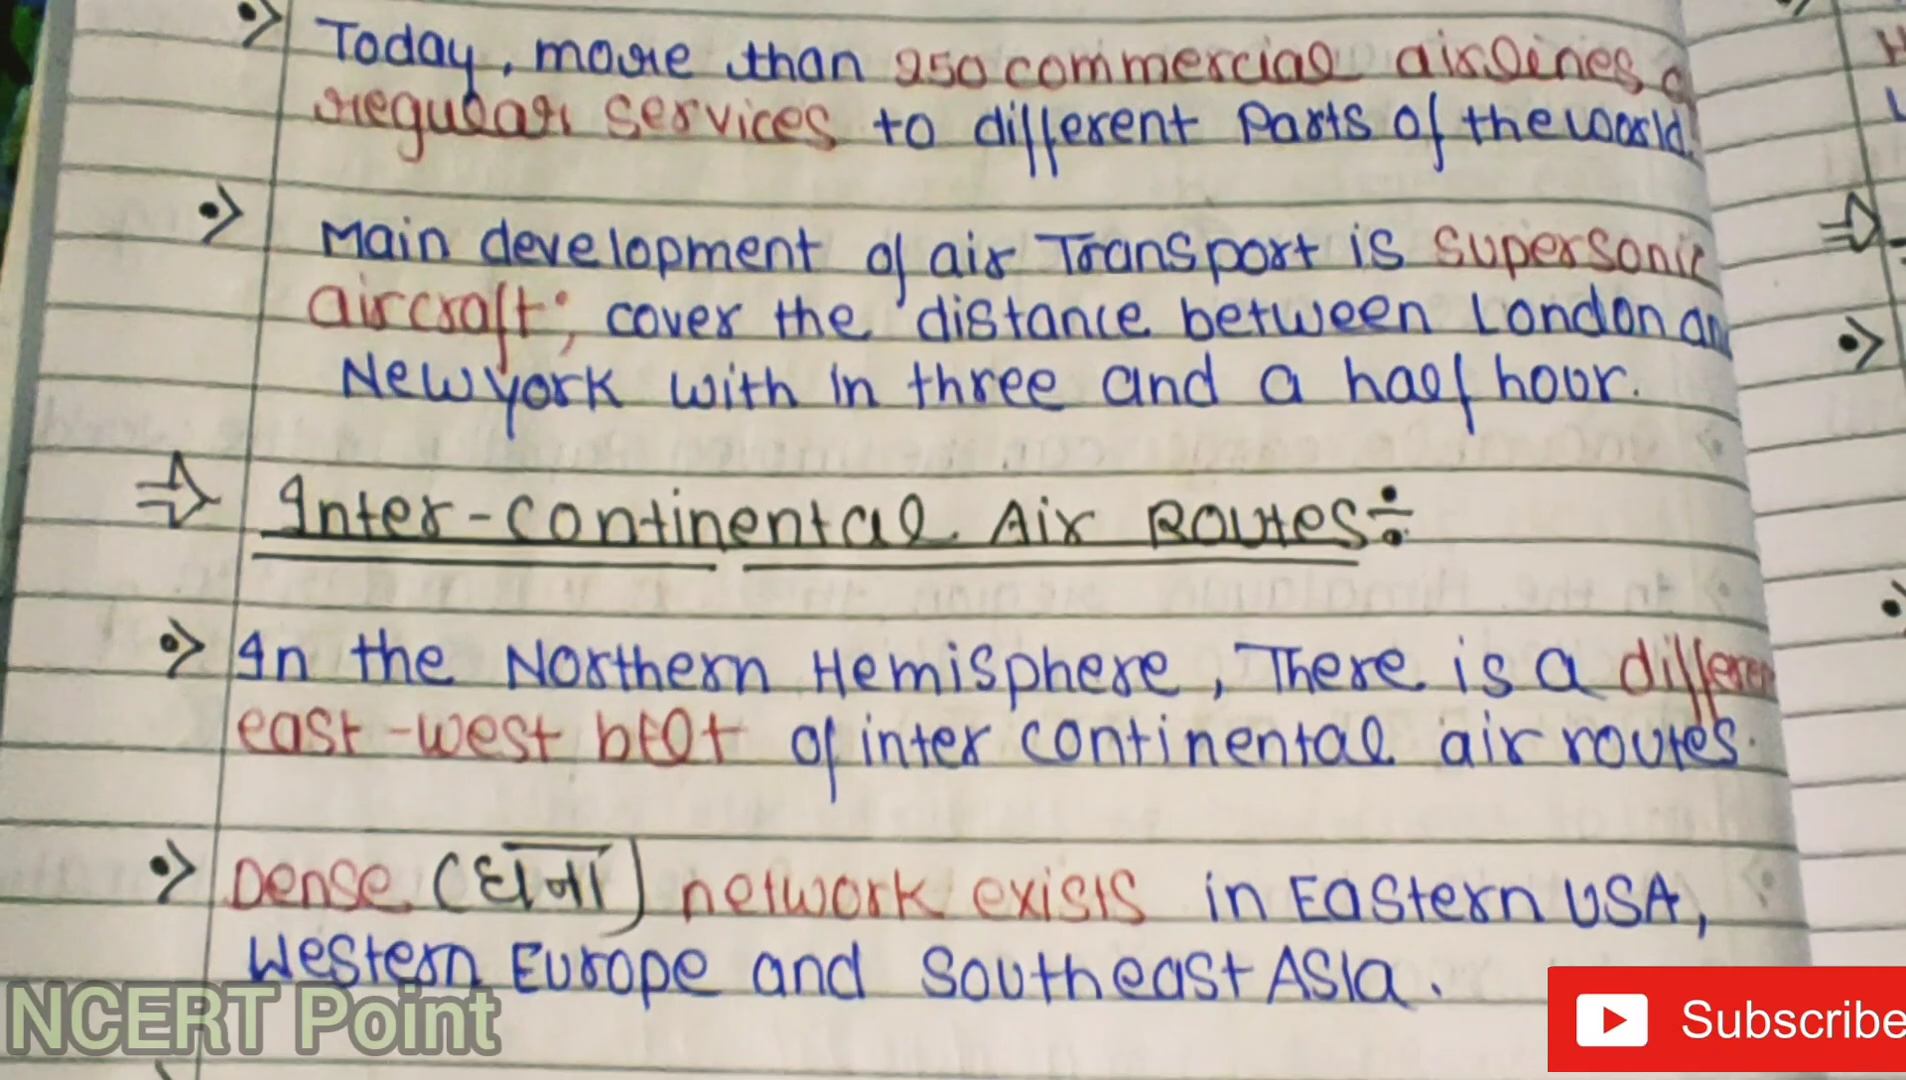 Today, more than 250 commercial airlines
regular services to different Parts of the world.
Main development of air Transport is supersonic
aircraft; cover the distance between London an
New york with in three and a half hour.
Inter-continental Air Routes÷
In the Northern Hemisphere, There is a differen
east-west btlt of inter continental air routes.
Dense (घना) network exists in Eastern USA,
Western Europe and Southeast Asia.
NCERT Point
Subscribe